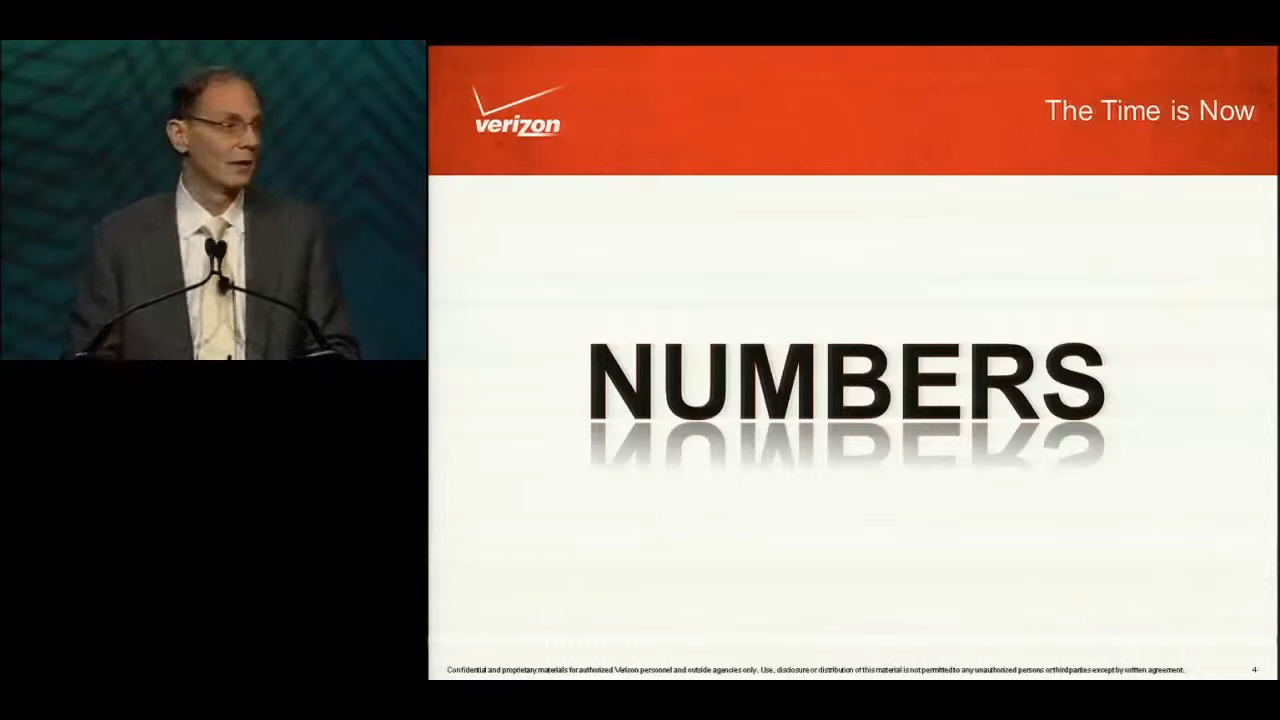 verizon
The Time is Now
NUMBERS
Confidential and proprietary materials for authorized Verizon personnel and outside agencies only. Use, disclosure or distribution of this material is not permitted to any unauthorized persons or third parties except by written agreement.
4